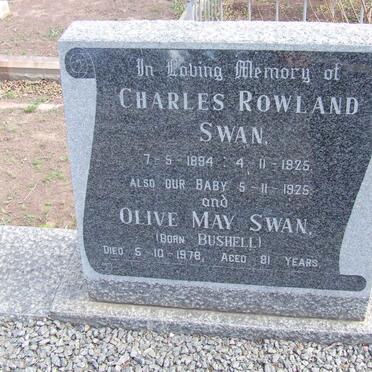 In Loving Memory of
CHARLES ROWLAND
SWAN.
7-5-1894 : 4-11-1925.
ALSO OUR BABY 5-11-1925
and
OLIVE MAY SWAN,
(BORN BUSHELL)
DIED 5-10-1978, AGED 81 YEARS